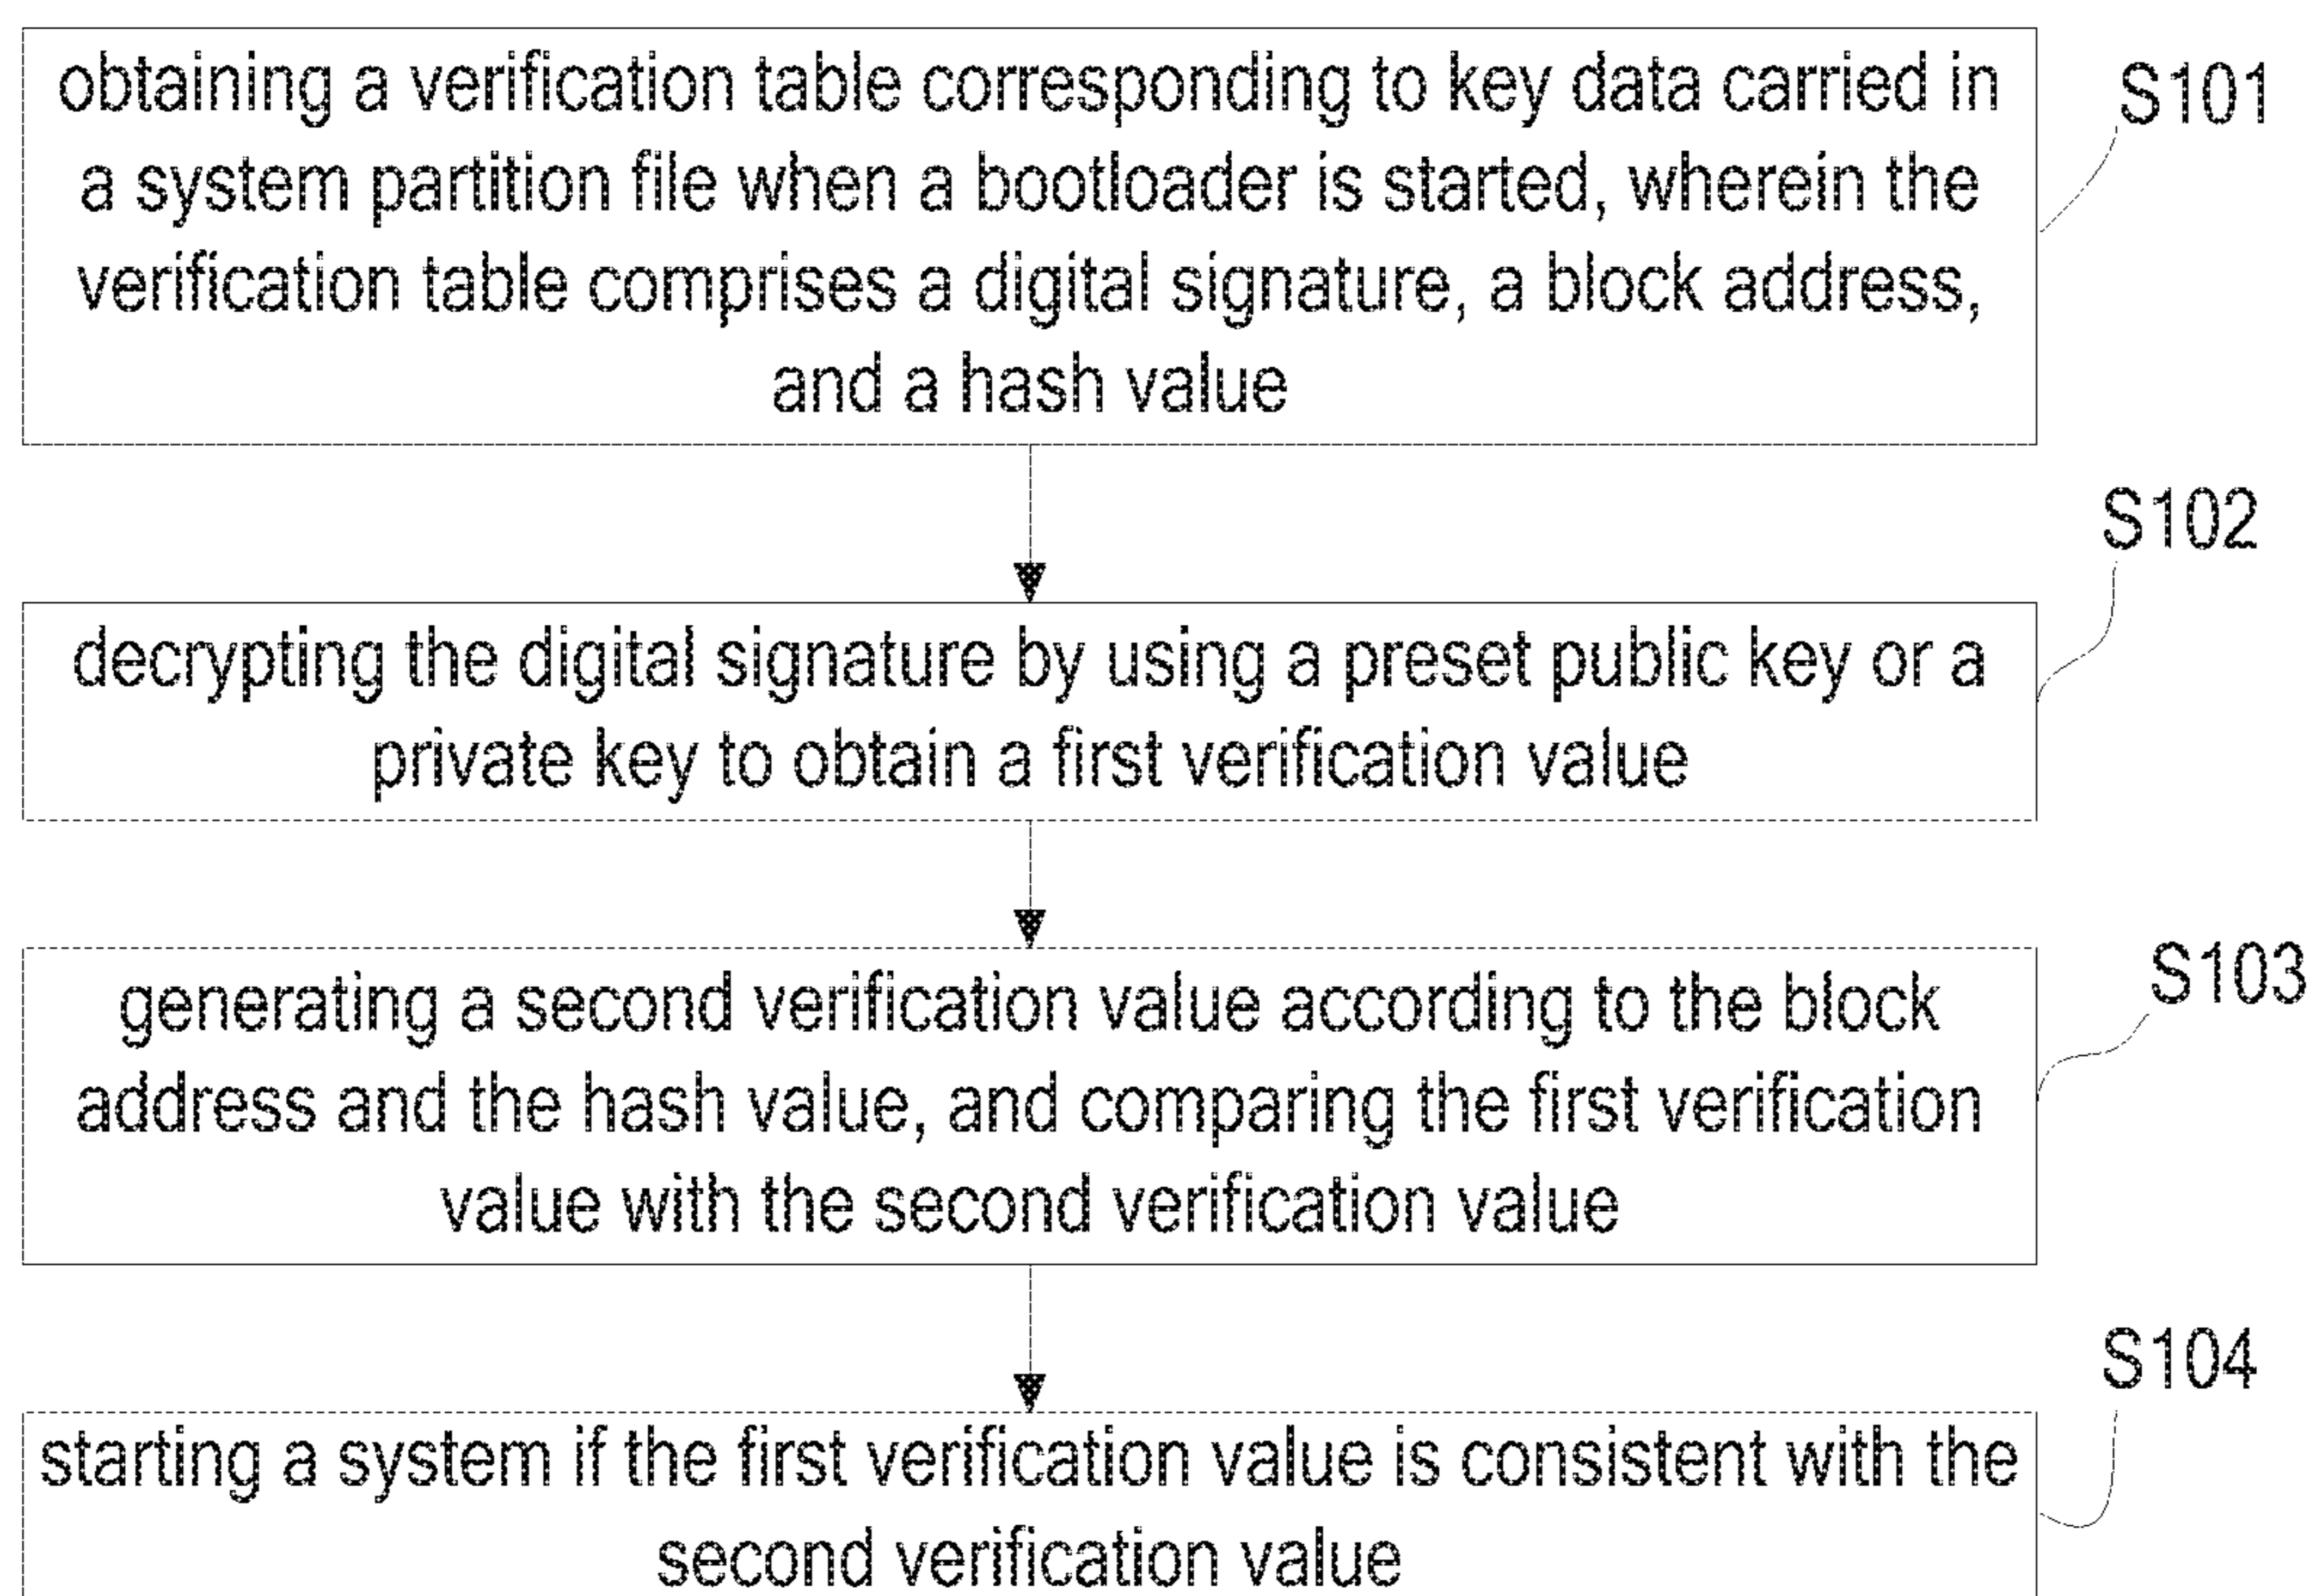 obtaining a verification table corresponding to key data carried in
a system partition file when a bootloader is started, wherein the
verification table comprises a digital signature, a block address,
and a hash value
S101
S102
decrypting the digital signature by using a preset public key or a
private key to obtain a first verification value
S103
generating a second verification value according to the block
address and the hash value, and comparing the first verification
value with the second verification value
S104
starting a system if the first verification value is consistent with the
second verification value